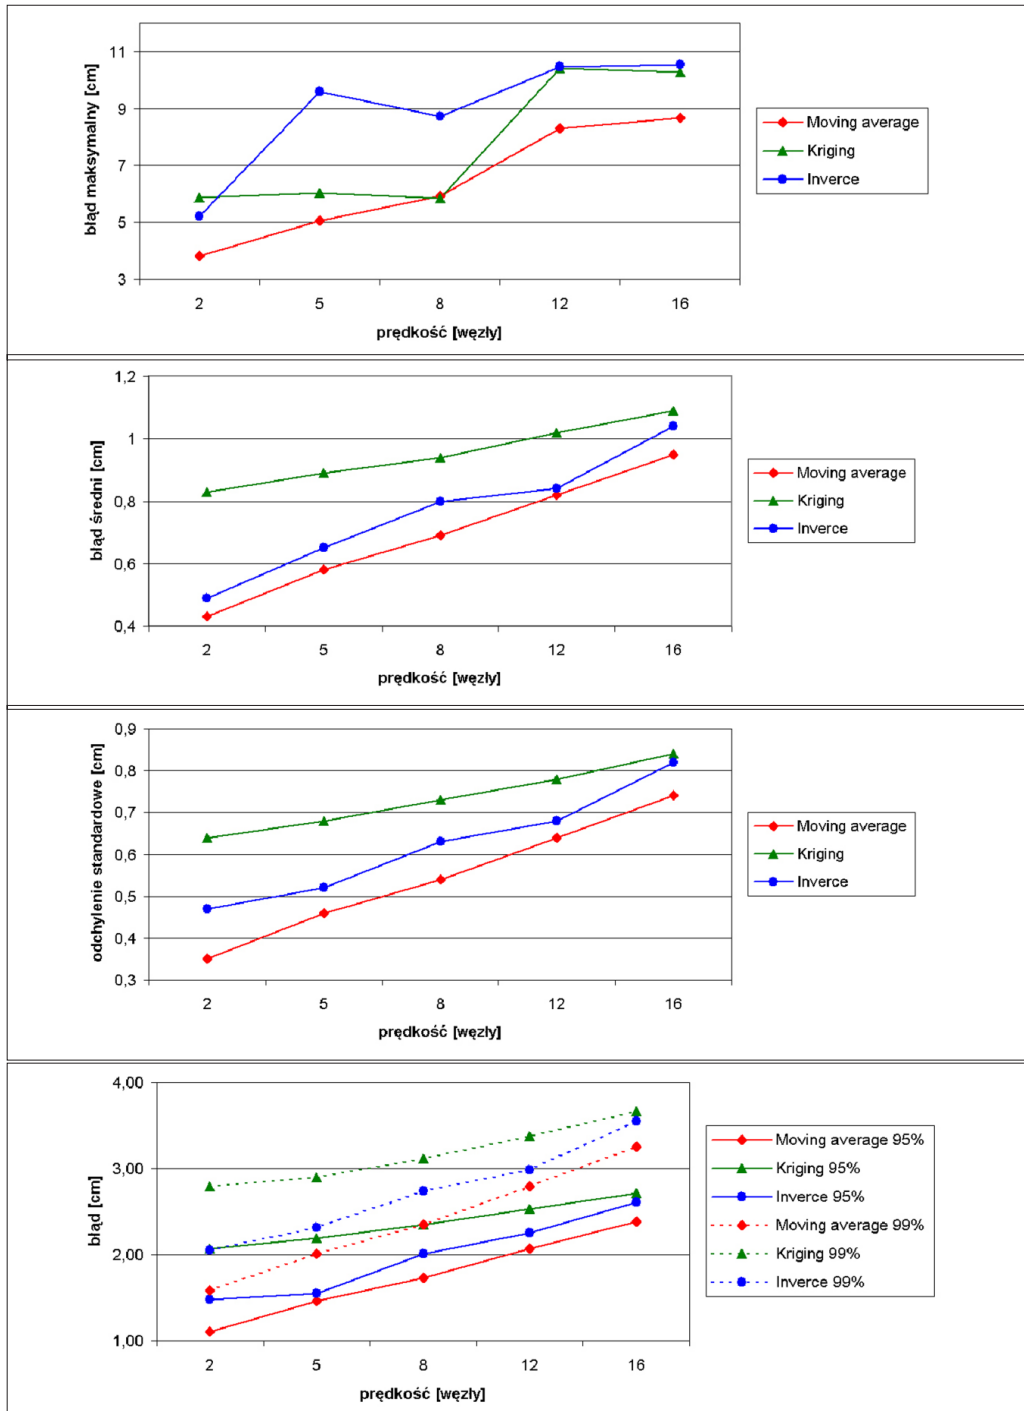 11
9
7
5
3
błąd maksymalny [cm]
2 5 8 12 16
prędkość [węzły]
Moving average
Kriging
Inverce
1,2
1
0,8
0,6
0,4
błąd średni [cm]
2 5 8 12 16
prędkość [węzły]
Moving average
Kriging
Inverce
0,9
0,8
0,7
0,6
0,5
0,4
0,3
odchylenie standardowe [cm]
2 5 8 12 16
prędkość [węzły]
Moving average
Kriging
Inverce
4,00
3,00
2,00
1,00
błąd [cm]
2 5 8 12 16
prędkość [węzły]
Moving average 95%
Kriging 95%
Inverce 95%
Moving average 99%
Kriging 99%
Inverce 99%